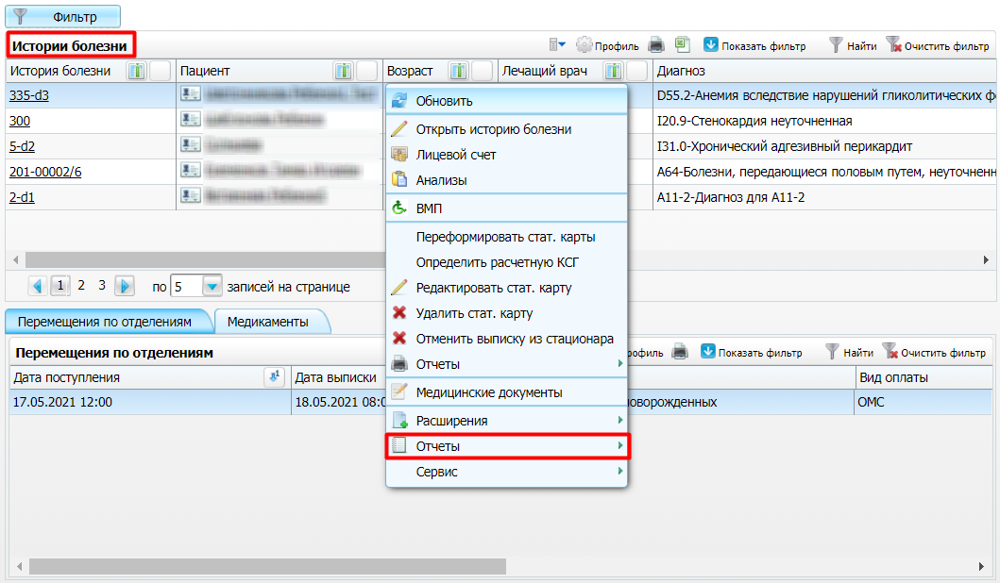 Фильтр
Истории болезни
Профиль
Показать фильтр
Найти
Очистить фильтр
История болезни
Пациент
Возраст
Лечащий врач
Диагноз
335-d3
D55.2-Анемия вследствие нарушений гликолитических
300
I20.9-Стенокардия неуточненная
5-d2
I31.0-Хронический адгезивный перикардит
201-00002/6
A64-Болезни, передающиеся половым путем, неуточненн
2-d1
A11-2-Диагноз для A11-2
1 2 3
по 5 записей на странице
Обновить
Открыть историю болезни
Лицевой счет
Анализы
ВМП
Переформировать стат. карты
Определить расчетную КСГ
Редактировать стат. карту
Удалить стат. карту
Отменить выписку из стационара
Отчеты
Медицинские документы
Расширения
Отчеты
Сервис
Перемещения по отделениям
Медикаменты
Перемещения по отделениям
рофиль
Показать фильтр
Найти
Очистить фильтр
Дата поступления
Дата выписки
Вид оплаты
17.05.2021 12:00
18.05.2021 08:0
оворожденных
ОМС